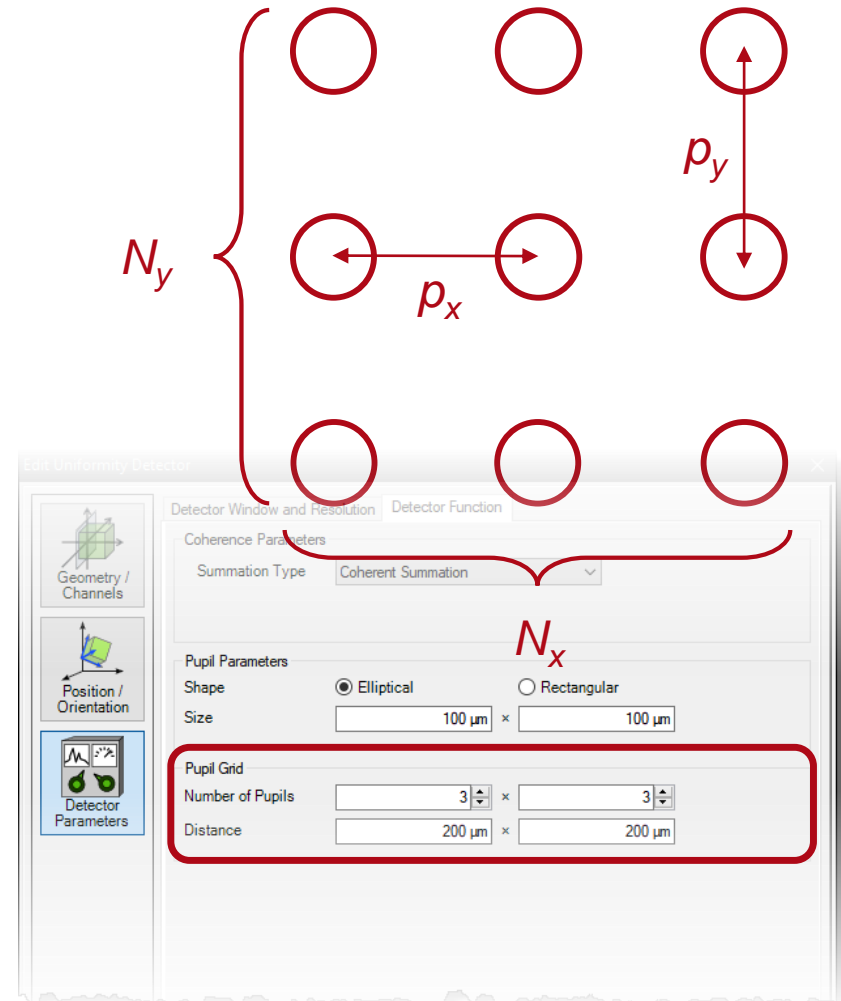 p_y
N_y
p_x
Edit Uniformity Detector
Detector Window and Resolution Detector Function
Coherence Parameters
Geometry / Channels
Summation Type Coherent Summation
N_x
Pupil Parameters
Position / Orientation
Shape Elliptical Rectangular
Size 100 µm × 100 µm
Pupil Grid
Number of Pupils 3 × 3
Detector Parameters
Distance 200 µm × 200 µm